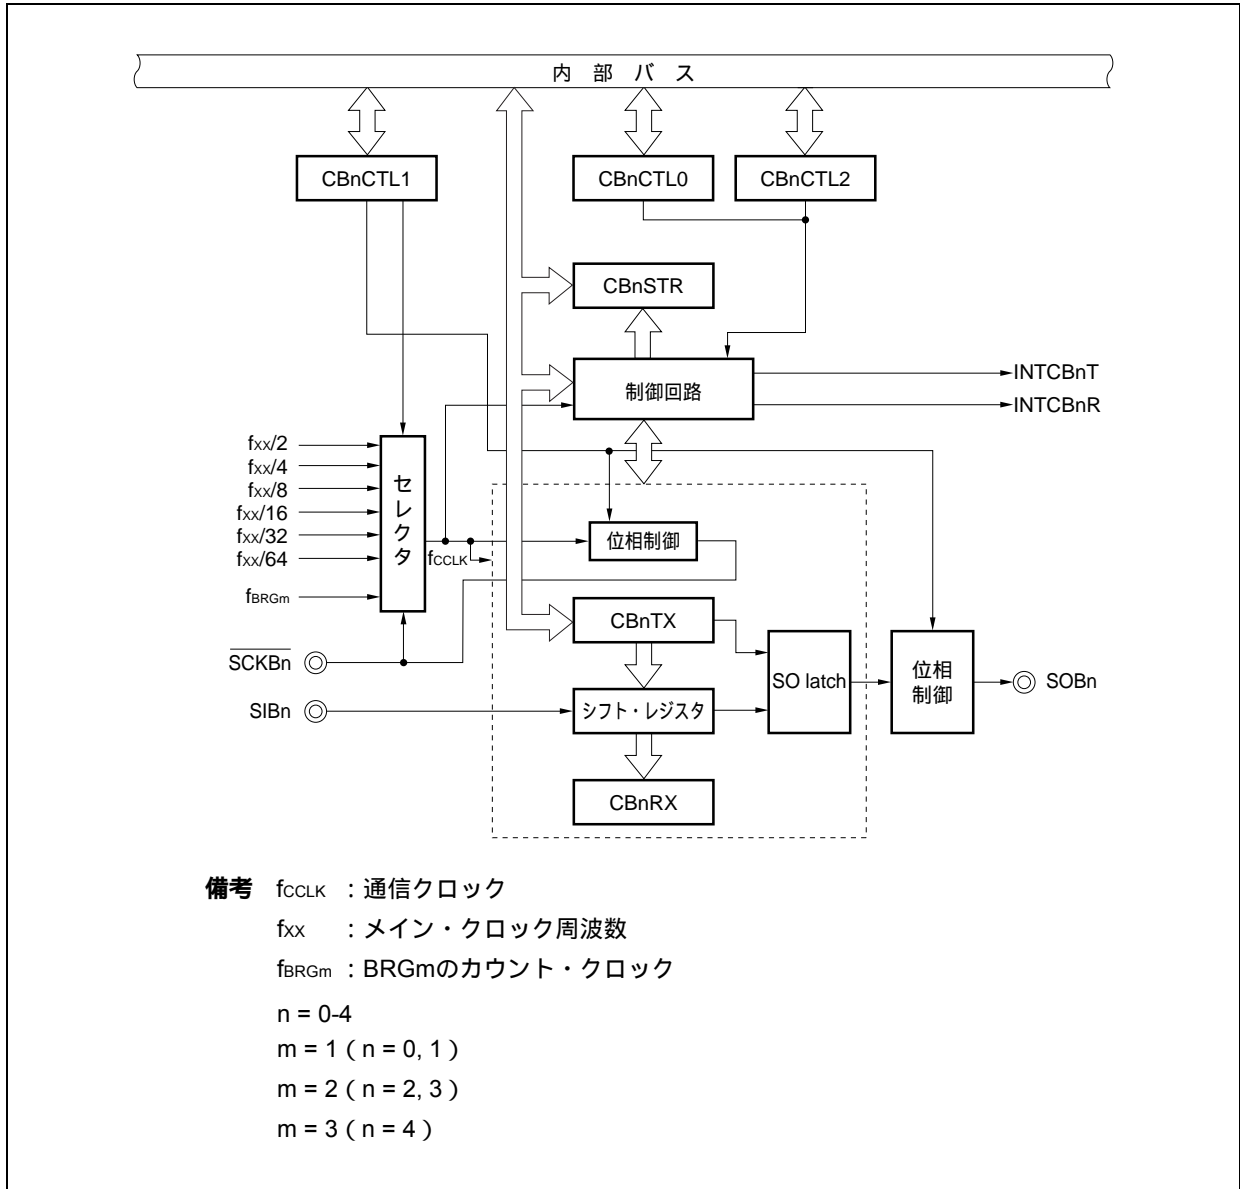 内 部 バ ス
CBnCTL1
CBnCTL0
CBnCTL2
CBnSTR
制御回路
INTCBnT
INTCBnR
fxx/2
fxx/4
fxx/8
fxx/16
fxx/32
fxx/64
fBRGm
セレクタ
fCCLK
位相制御
CBnTX
SCKBn
SIBn
シフト・レジスタ
SO latch
位相
制御
SOBn
CBnRX
備考 fCCLK :通信クロック
fXX :メイン・クロック周波数
fBRGm :BRGmのカウント・クロック
n = 0-4
m = 1 ( n = 0, 1 )
m = 2 ( n = 2, 3 )
m = 3 ( n = 4 )